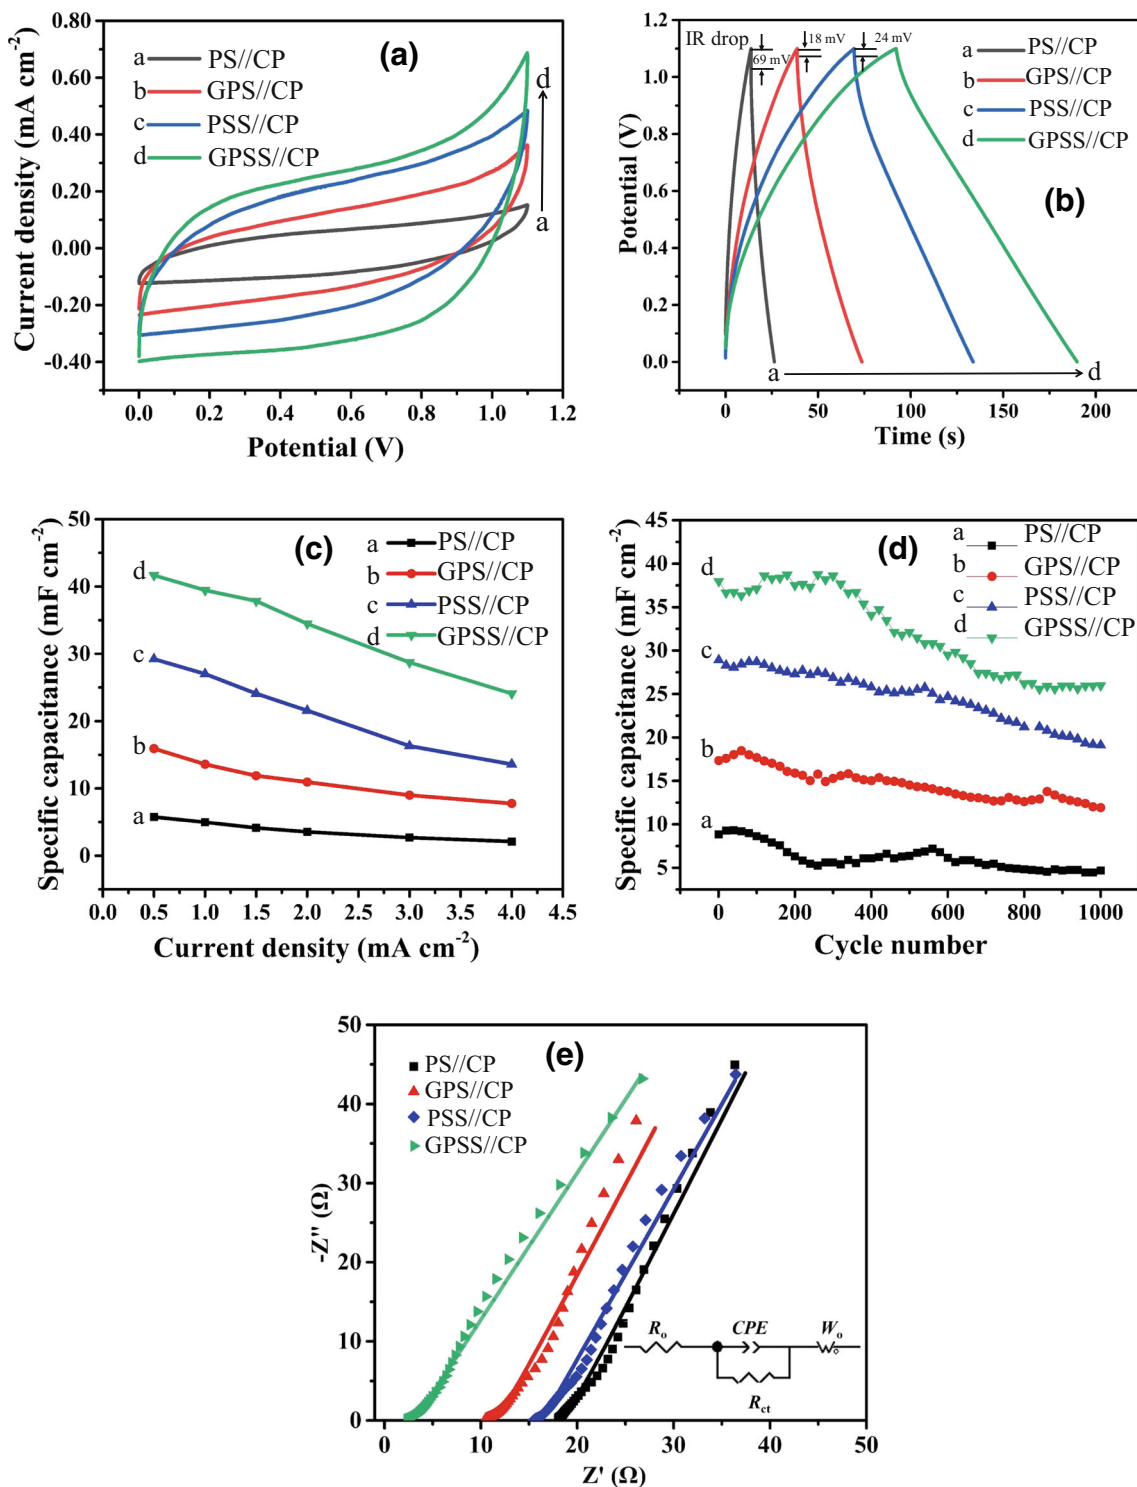 (a)
a PS//CP
b GPS//CP
c PSS//CP
d GPSS//CP
d
a
0.80
0.60
0.40
0.20
0.00
-0.20
-0.40
Current density (mA cm-2)
0.0 0.2 0.4 0.6 0.8 1.0 1.2
Potential (V)
(b)
IR drop
69 mV
18 mV
24 mV
a PS//CP
b GPS//CP
c PSS//CP
d GPSS//CP
a d
1.2
1.0
0.8
0.6
0.4
0.2
0.0
Potential (V)
0 50 100 150 200
Time (s)
(c)
a PS//CP
b GPS//CP
c PSS//CP
d GPSS//CP
d
c
b
a
50
40
30
20
10
0
Specific capacitance (mF cm-2)
0.0 0.5 1.0 1.5 2.0 2.5 3.0 3.5 4.0 4.5
Current density (mA cm-2)
(d)
a PS//CP
b GPS//CP
c PSS//CP
d GPSS//CP
d
c
b
a
45
40
35
30
25
20
15
10
5
Specific capacitance (mF cm-2)
0 200 400 600 800 1000
Cycle number
(e)
PS//CP
GPS//CP
PSS//CP
GPSS//CP
Ro CPE Wo
Rct
50
40
30
20
10
0
-Z'' (Ω)
0 10 20 30 40 50
Z' (Ω)